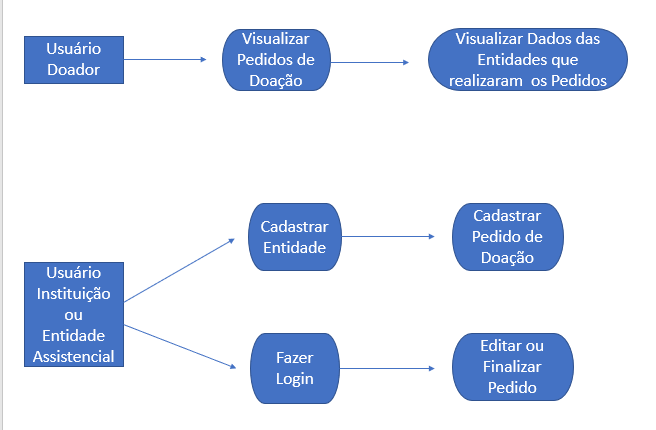 Usuário
Doador
Visualizar
Pedidos de
Doação
Visualizar Dados das
Entidades que
realizaram os Pedidos
Usuário
Instituição
ou
Entidade
Assistencial
Cadastrar
Entidade
Cadastrar
Pedido de
Doação
Fazer
Login
Editar ou
Finalizar
Pedido